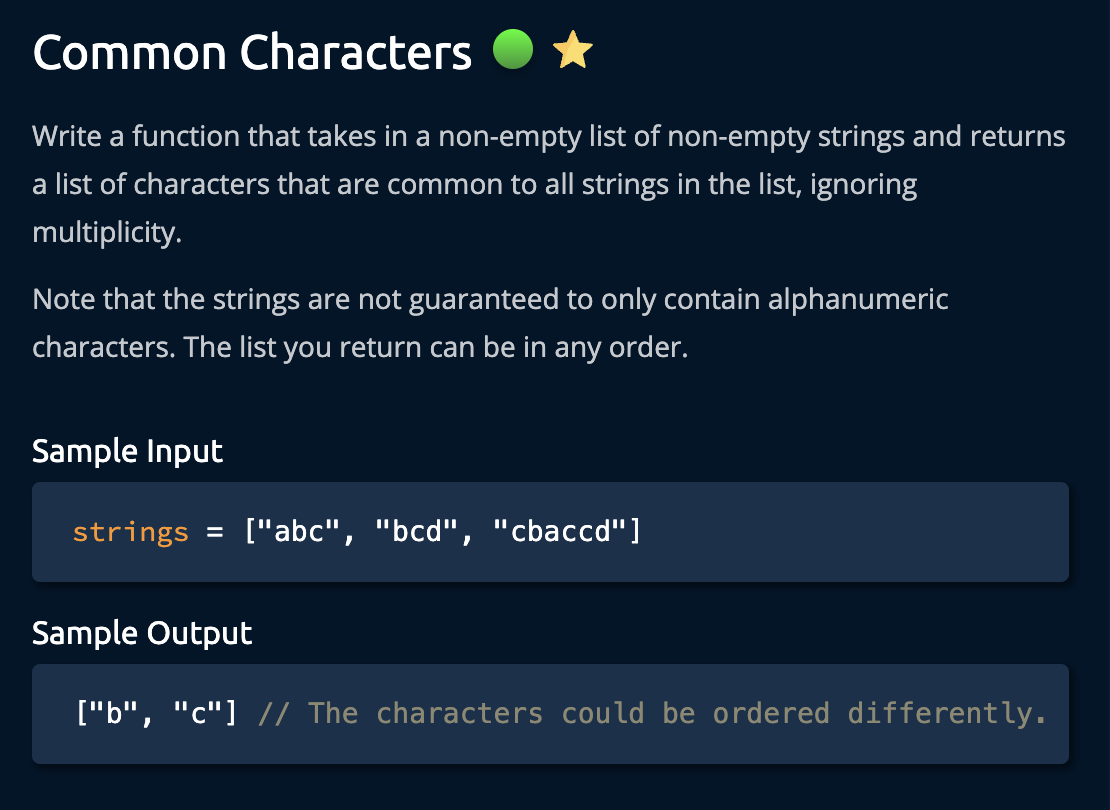 Common Characters
Write a function that takes in a non-empty list of non-empty strings and returns
a list of characters that are common to all strings in the list, ignoring
multiplicity.
Note that the strings are not guaranteed to only contain alphanumeric
characters. The list you return can be in any order.
Sample Input
strings = ["abc", "bcd", "cbaccd"]
Sample Output
["b", "c"] // The characters could be ordered differently.